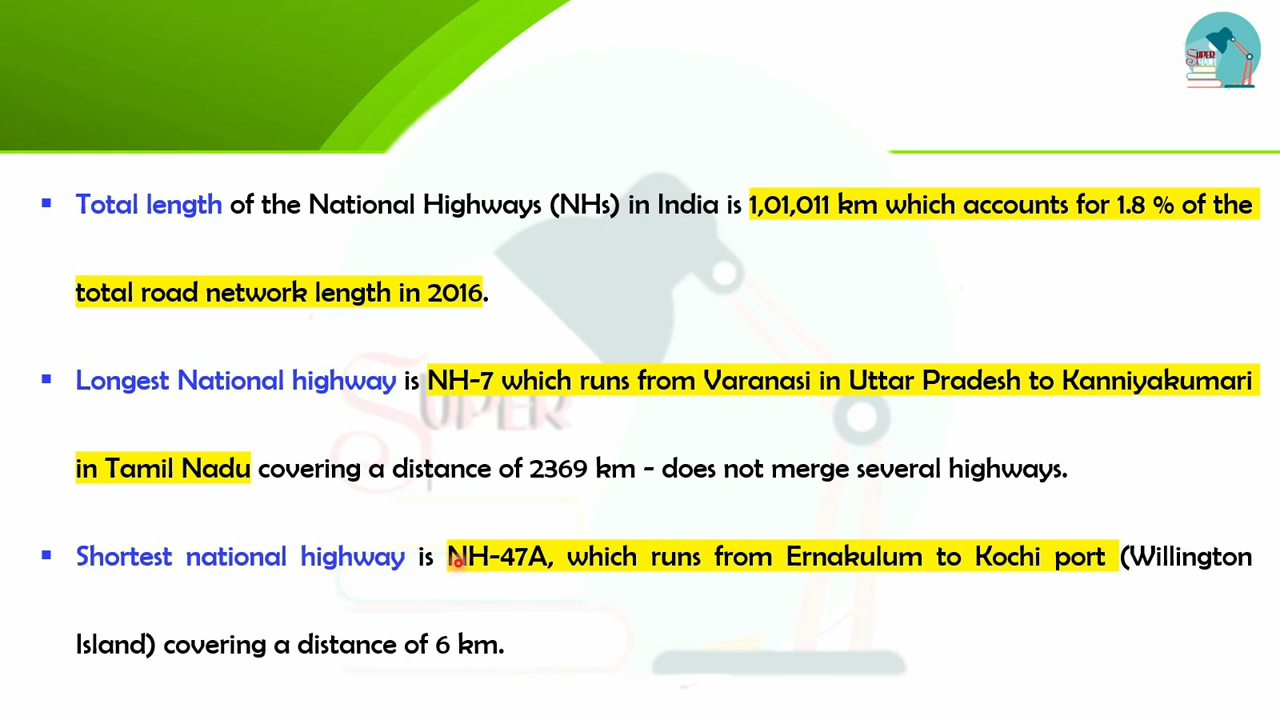 SUPER
▪ Total length of the National Highways (NHs) in India is 1,01,011 km which accounts for 1.8 % of the
total road network length in 2016.
▪ Longest National highway is NH-7 which runs from Varanasi in Uttar Pradesh to Kanniyakumari
in Tamil Nadu covering a distance of 2369 km - does not merge several highways.
▪ Shortest national highway is NH-47A, which runs from Ernakulum to Kochi port (Willington
Island) covering a distance of 6 km.
SUPER